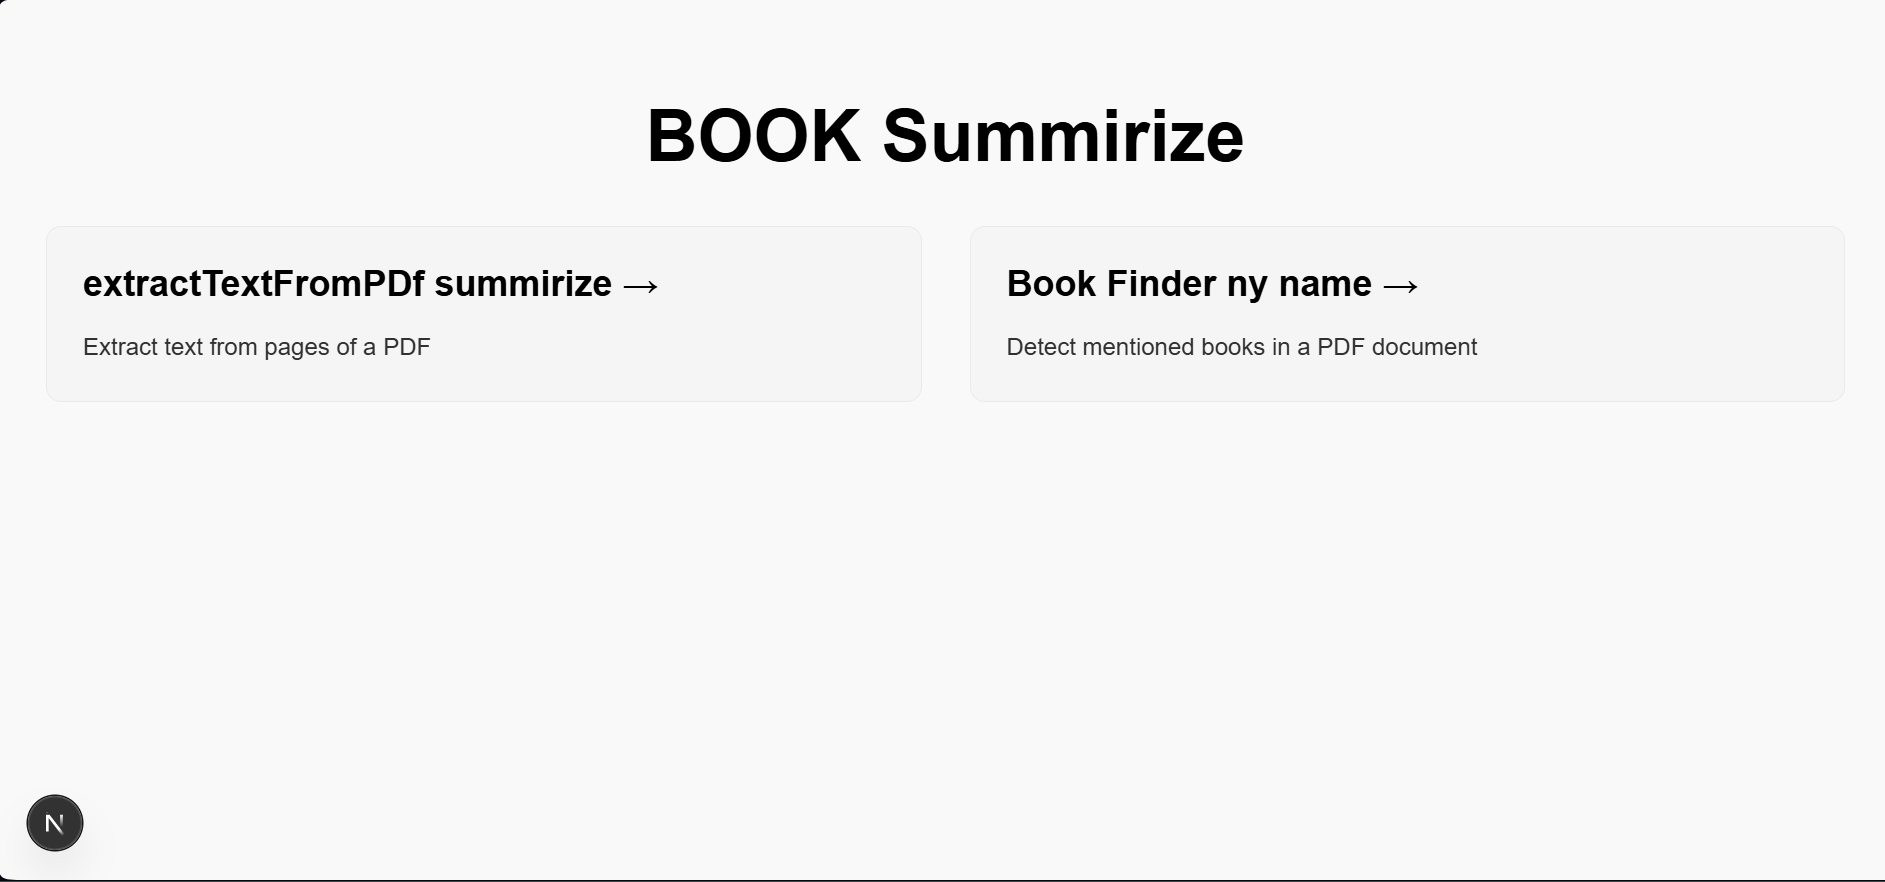 BOOK Summirize
extractTextFromPDf summirize →
Extract text from pages of a PDF
Book Finder ny name →
Detect mentioned books in a PDF document
N